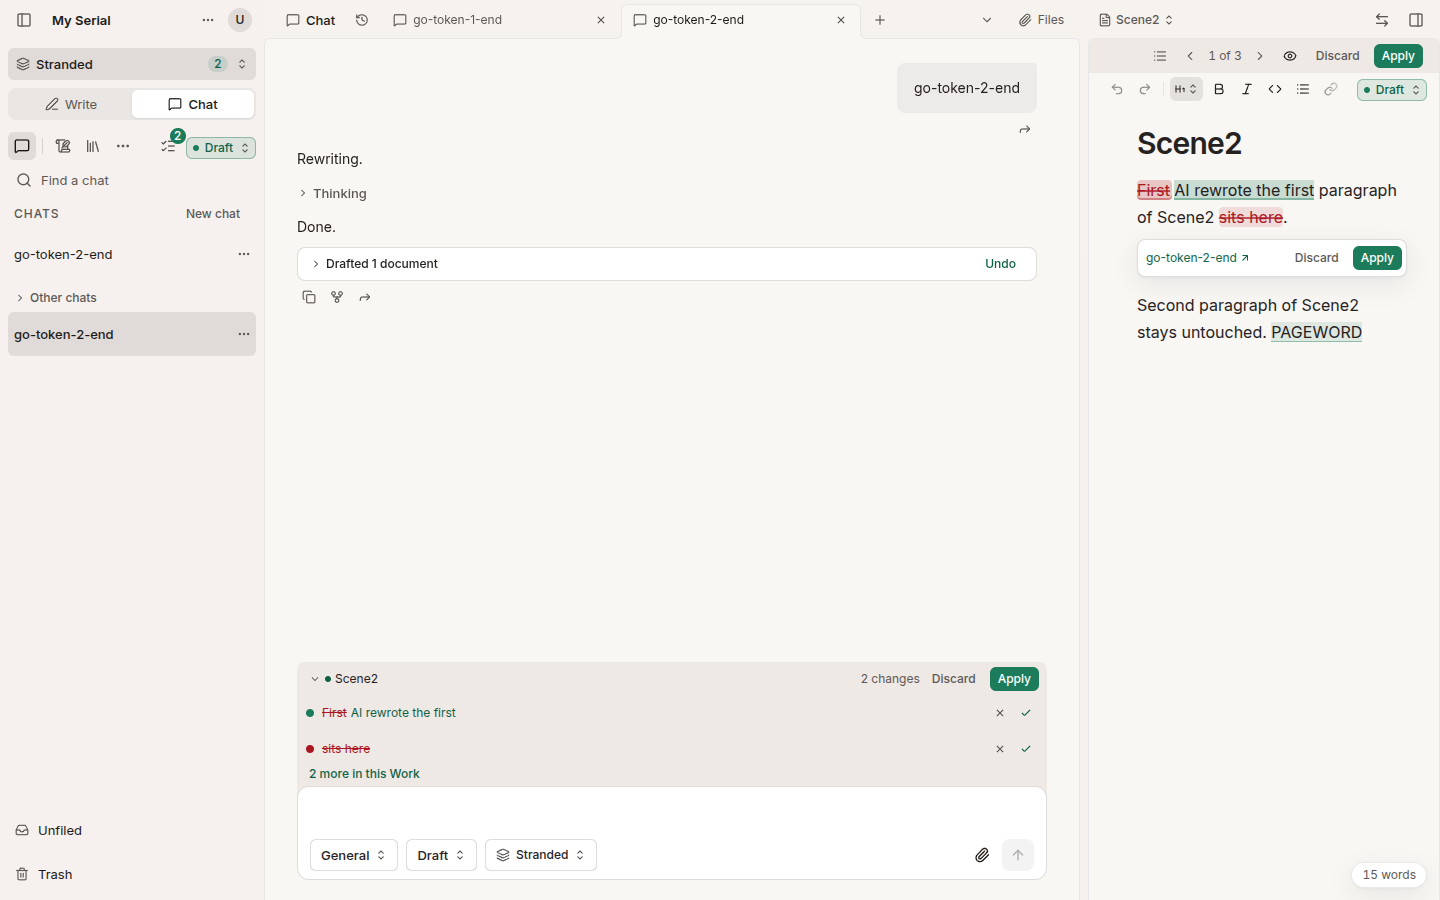 My Serial
U
Stranded
2
Write
Chat
2
Draft
Find a chat
CHATS
New chat
go-token-2-end
Other chats
go-token-2-end
Unfiled
Trash
Chat
go-token-1-end
go-token-2-end
Files
go-token-2-end
Rewriting.
Thinking
Done.
Drafted 1 document
Undo
Scene2
2 changes
Discard
Apply
First AI rewrote the first
sits here
2 more in this Work
General
Draft
Stranded
Scene2
1 of 3
Discard
Apply
H1
B
I
Draft
Scene2
First AI rewrote the first paragraph
of Scene2 sits here.
go-token-2-end
Discard
Apply
Second paragraph of Scene2
stays untouched. PAGEWORD
15 words